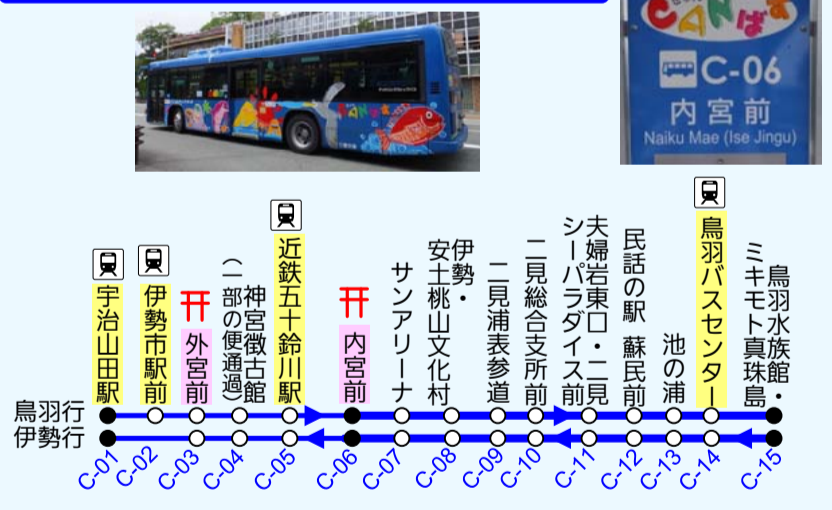 CANばす
C-06
内宮前
Naiku Mae (Ise Jingu)
宇治山田駅
伊勢市駅前
外宮前
神宮徴古館
（一部の便通過）
近鉄五十鈴川駅
内宮前
サンアリーナ
伊勢・
安土桃山文化村
二見浦表参道
二見総合支所前
夫婦岩東口・二見
シーパラダイス前
民話の駅 蘇民前
池の浦
鳥羽バスセンター
鳥羽水族館・
ミキモト真珠島
鳥羽行
伊勢行
C-01
C-02
C-03
C-04
C-05
C-06
C-07
C-08
C-09
C-10
C-11
C-12
C-13
C-14
C-15